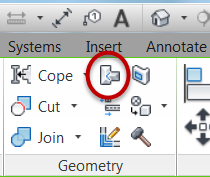 A
Systems Insert Annotate
Cope
Cut
Join
Geometry